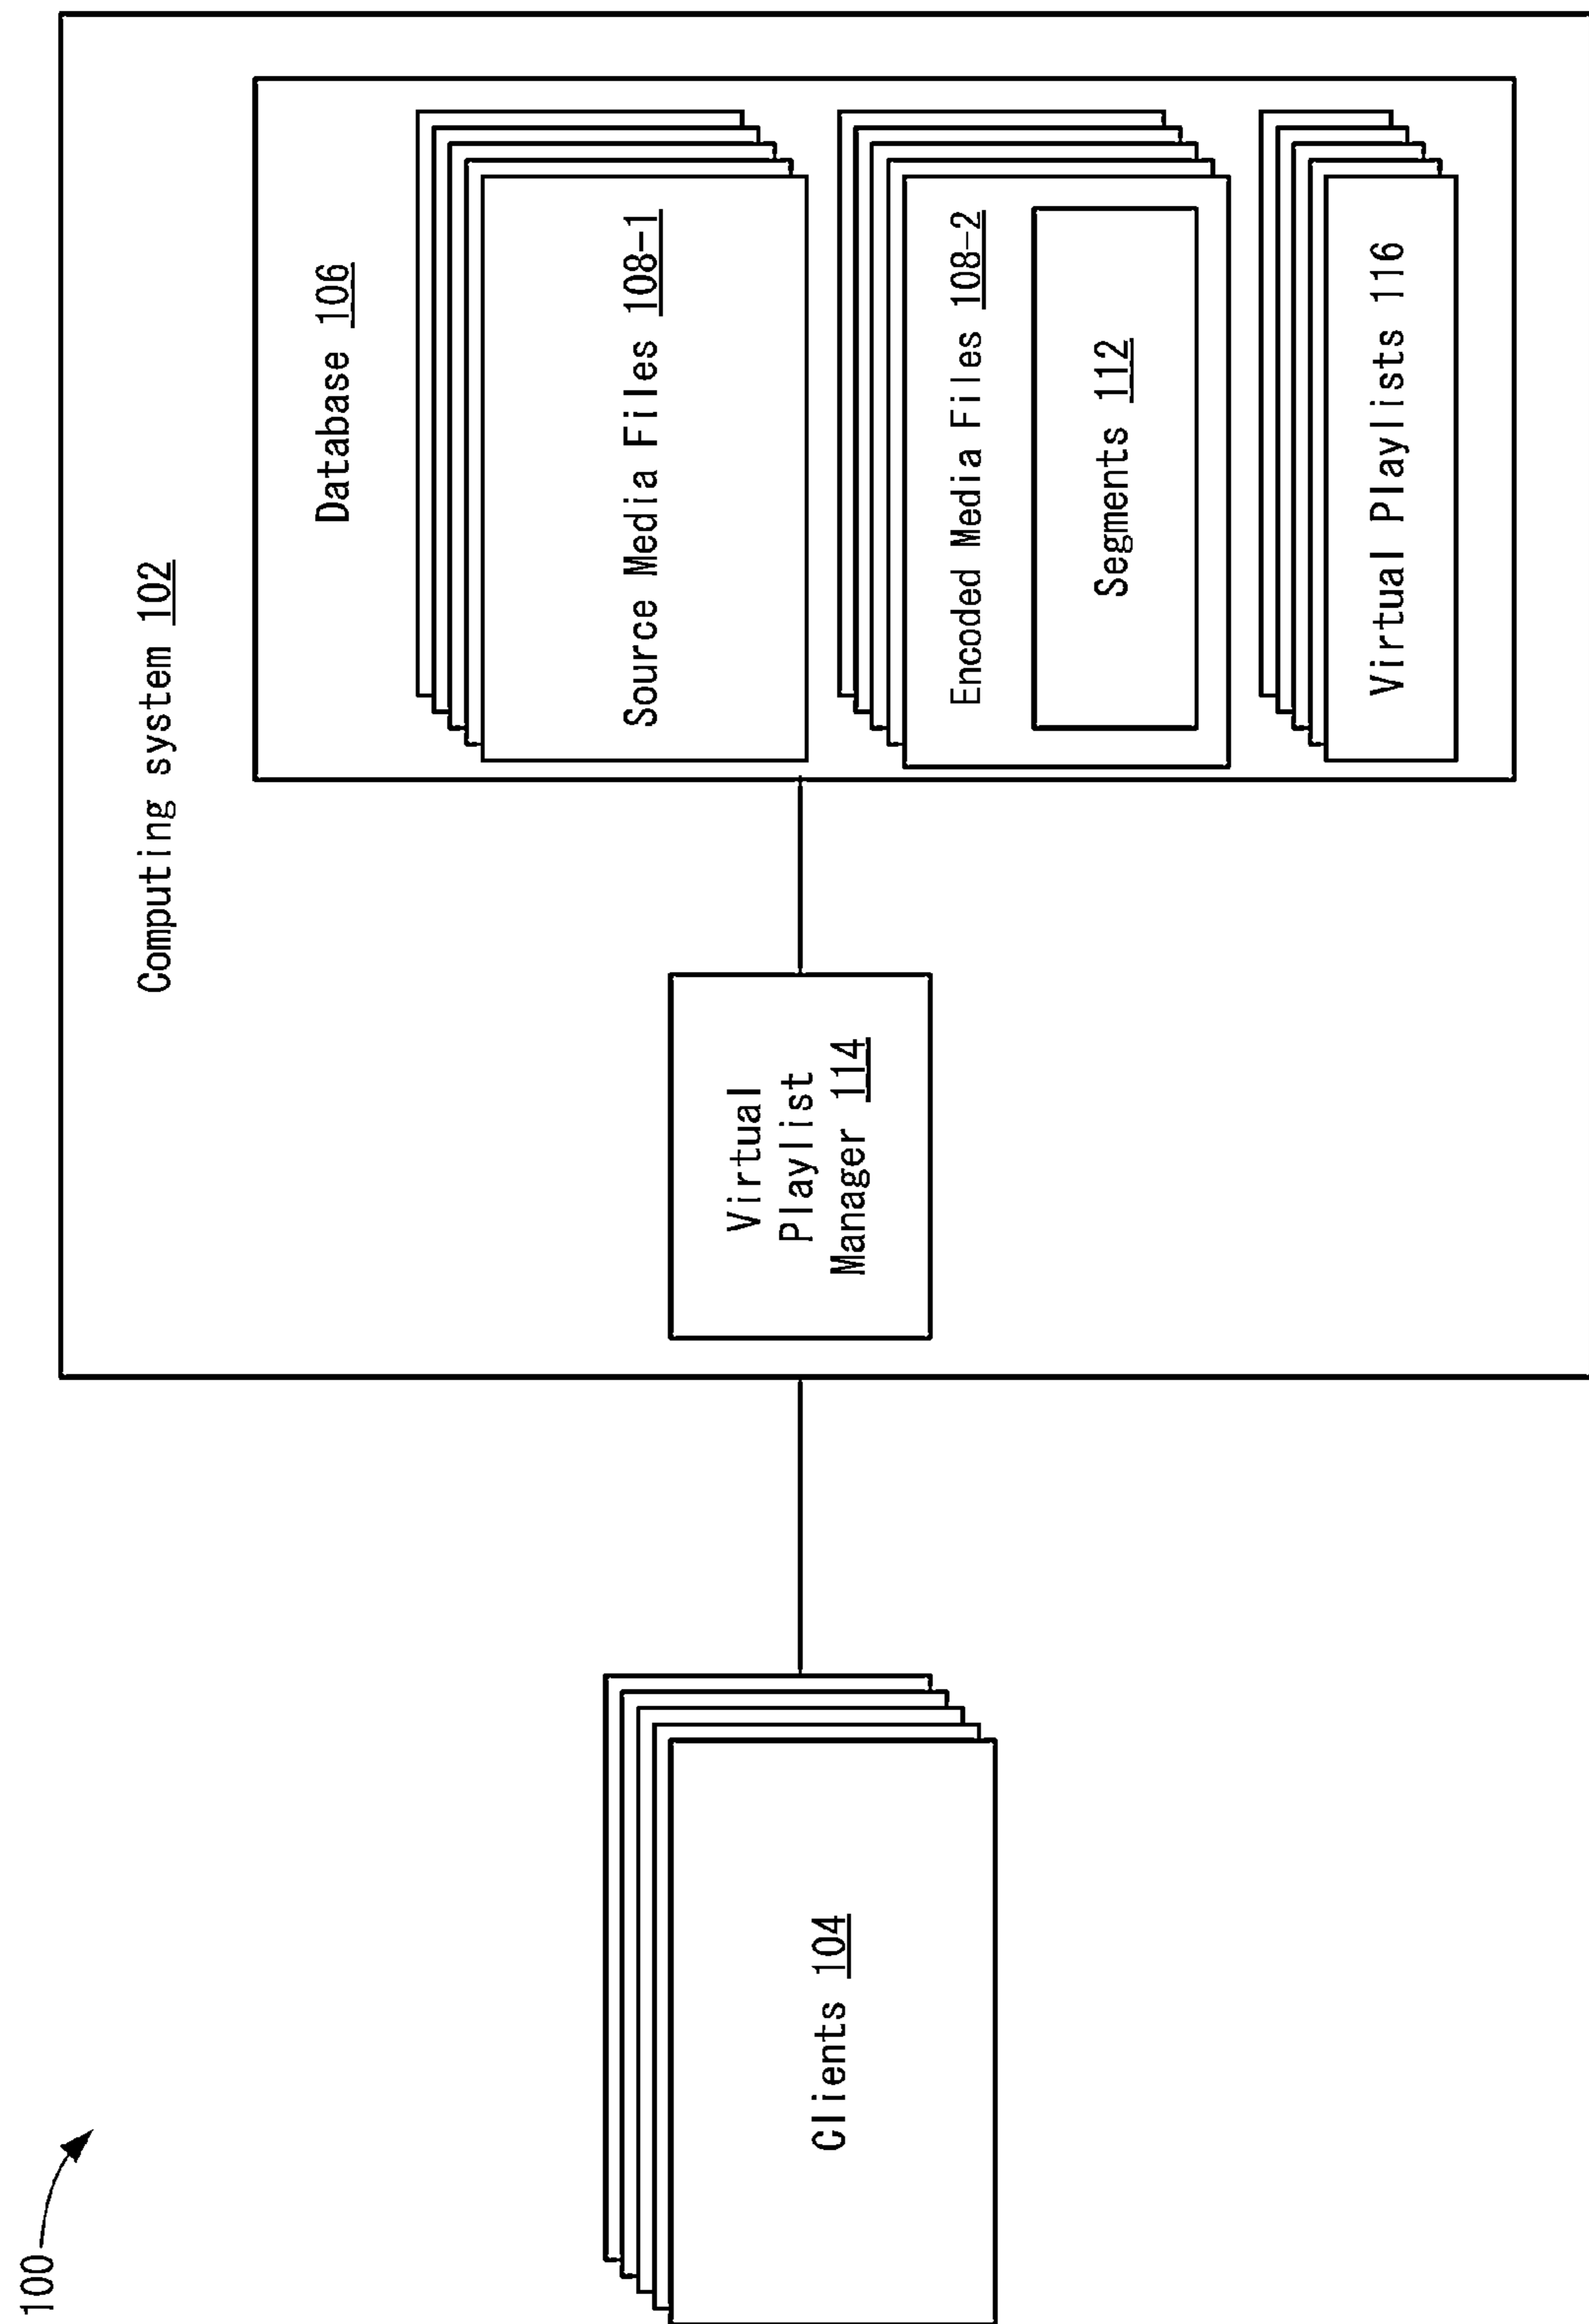 100
Computing system 102
Database 106
Clients 104
Virtual
Playlist
Manager 114
Source Media Files 108-1
Encoded Media Files 108-2
Segments 112
Virtual Playlists 116